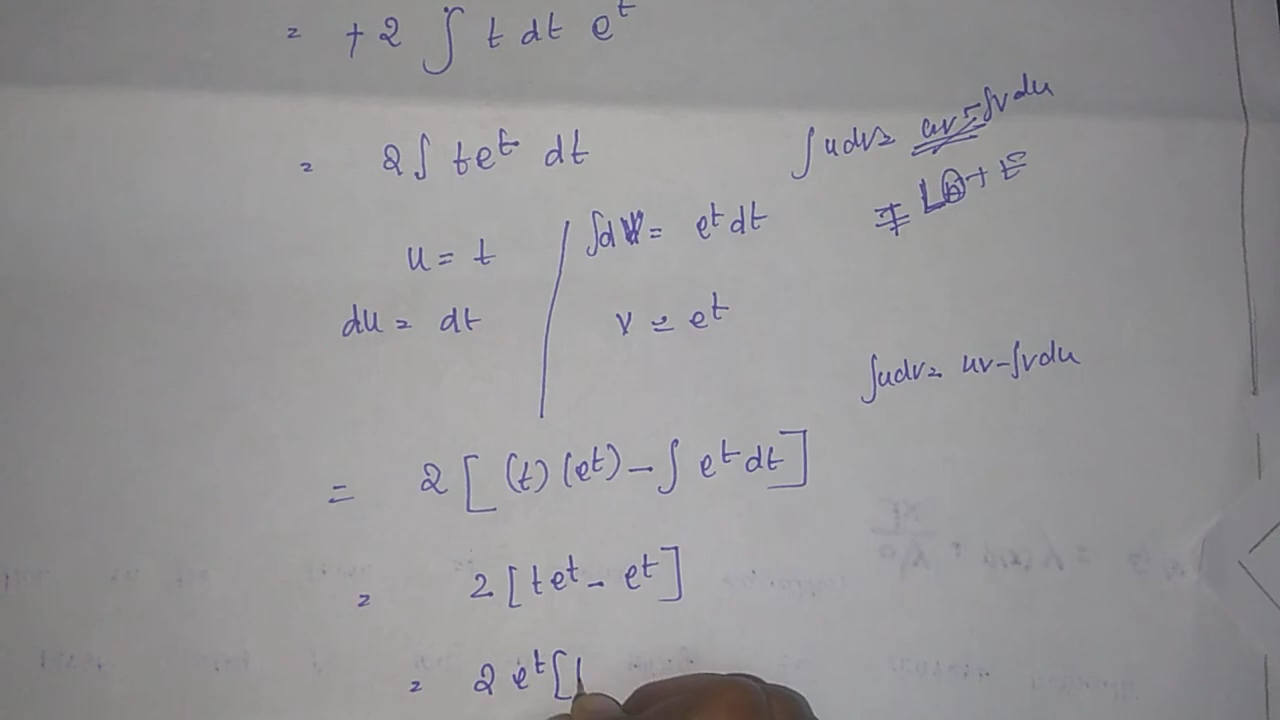 = +2 ∫ t dt e^t
= 2∫ te^t dt
∫udv= uv-∫vdu
u = t
∫dv = e^t dt
du = dt
v = e^t
∫udv= uv-∫vdu
= 2[(t)(e^t)-∫e^t dt]
= 2[te^t - e^t]
= 2e^t[